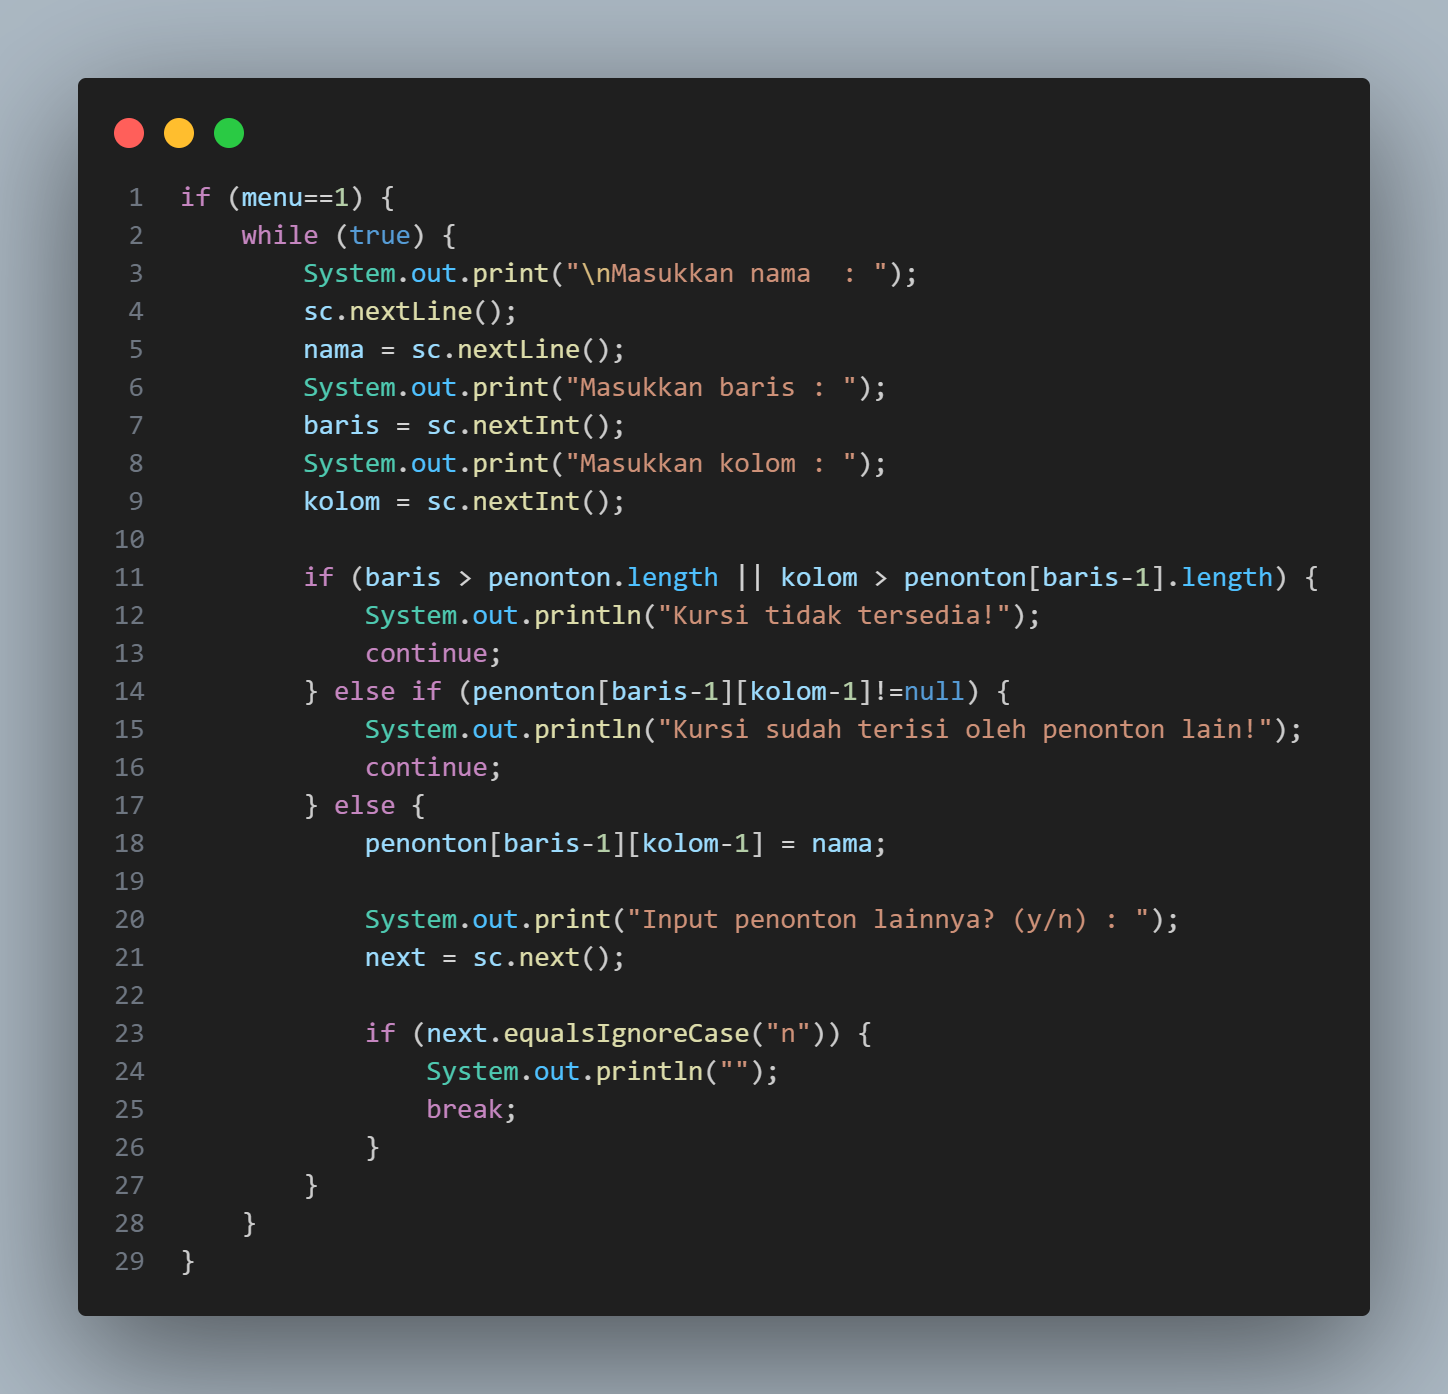 1 if (menu==1) {
2     while (true) {
3         System.out.print("\nMasukkan nama  : ");
4         sc.nextLine();
5         nama = sc.nextLine();
6         System.out.print("Masukkan baris : ");
7         baris = sc.nextInt();
8         System.out.print("Masukkan kolom : ");
9         kolom = sc.nextInt();
10
11         if (baris > penonton.length || kolom > penonton[baris-1].length) {
12             System.out.println("Kursi tidak tersedia!");
13             continue;
14         } else if (penonton[baris-1][kolom-1]!=null) {
15             System.out.println("Kursi sudah terisi oleh penonton lain!");
16             continue;
17         } else {
18             penonton[baris-1][kolom-1] = nama;
19
20             System.out.print("Input penonton lainnya? (y/n) : ");
21             next = sc.next();
22
23             if (next.equalsIgnoreCase("n")) {
24                 System.out.println("");
25                 break;
26             }
27         }
28     }
29 }